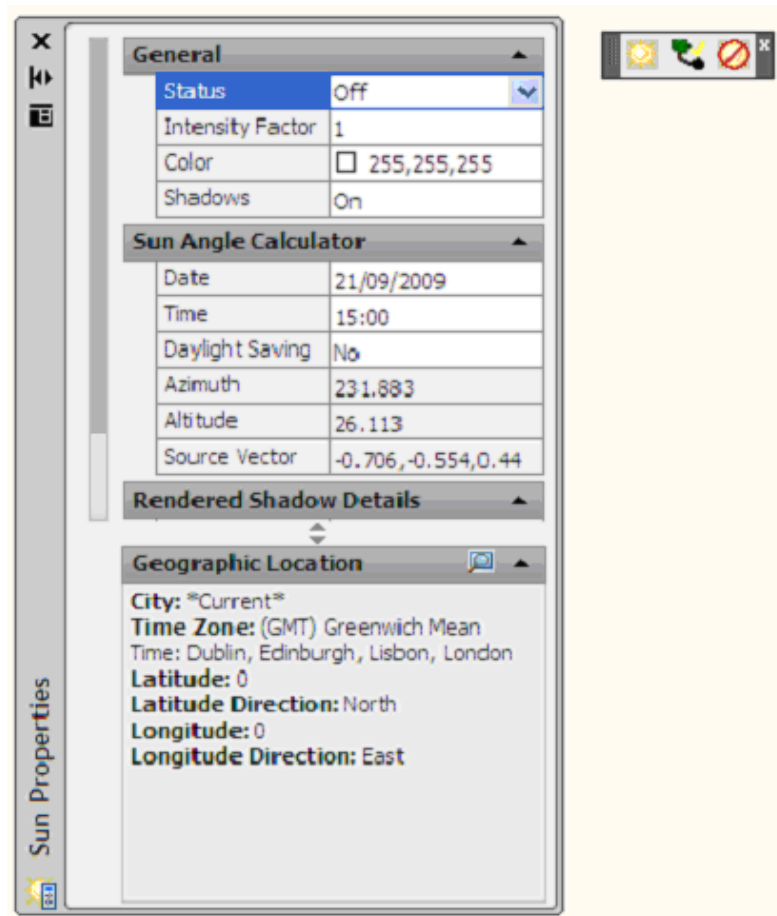 General
Status Off
Intensity Factor 1
Color 255,255,255
Shadows On
Sun Angle Calculator
Date 21/09/2009
Time 15:00
Daylight Saving No
Azimuth 231.883
Altitude 26.113
Source Vector -0.706,-0.554,0.44
Rendered Shadow Details
Geographic Location
City: *Current*
Time Zone: (GMT) Greenwich Mean
Time: Dublin, Edinburgh, Lisbon, London
Latitude: 0
Latitude Direction: North
Longitude: 0
Longitude Direction: East
Sun Properties